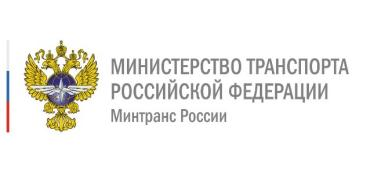 МИНИСТЕРСТВО ТРАНСПОРТА
РОССИЙСКОЙ ФЕДЕРАЦИИ
Минтранс России